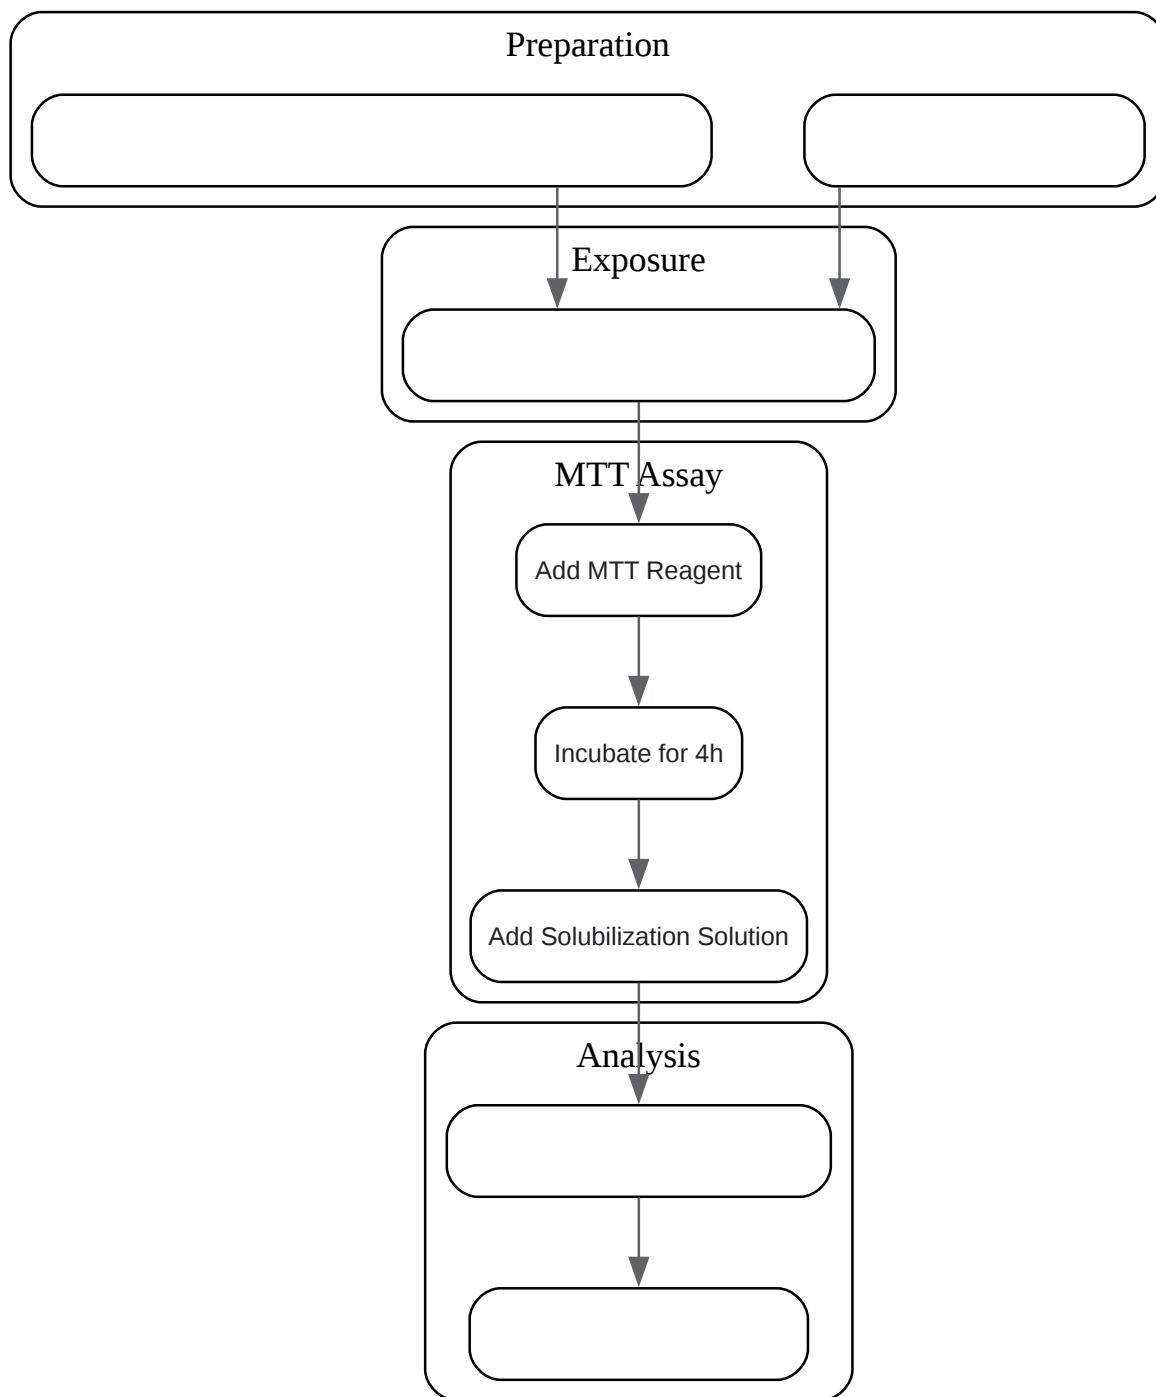 Preparation
Exposure
MTT Assay
Add MTT Reagent
Incubate for 4h
Add Solubilization Solution
Analysis